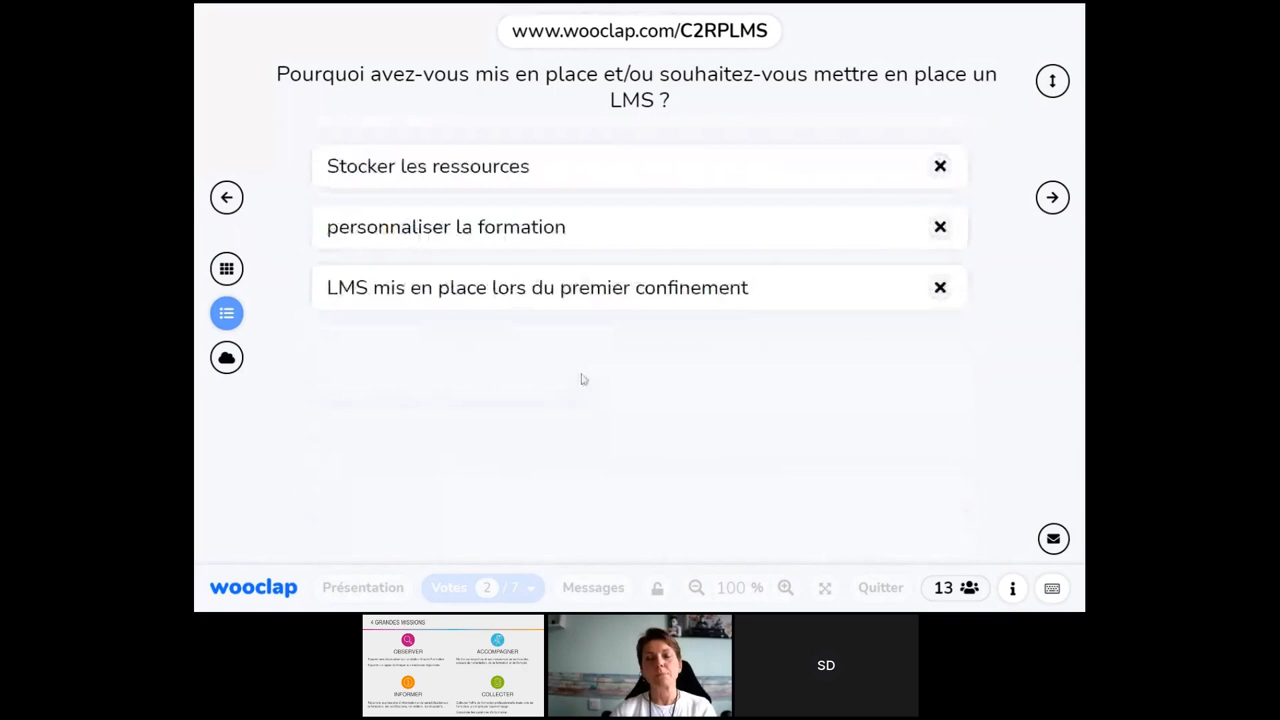 www.wooclap.com/C2RPLMS
Pourquoi avez-vous mis en place et/ou souhaitez-vous mettre en place un
LMS ?
Stocker les ressources
personnaliser la formation
LMS mis en place lors du premier confinement
wooclap
Présentation
Votes 2 / 7
Messages
100 %
Quitter
13
4 GRANDES MISSIONS
OBSERVER
ACCOMPAGNER
INFORMER
COLLECTER
SD